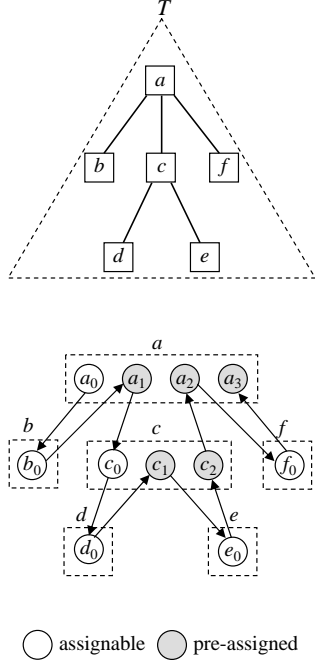 T
a
b c f
d e
a
a0 a1 a2 a3
b c f
b0 c0 c1 c2 f0
d e
d0 e0
assignable pre-assigned